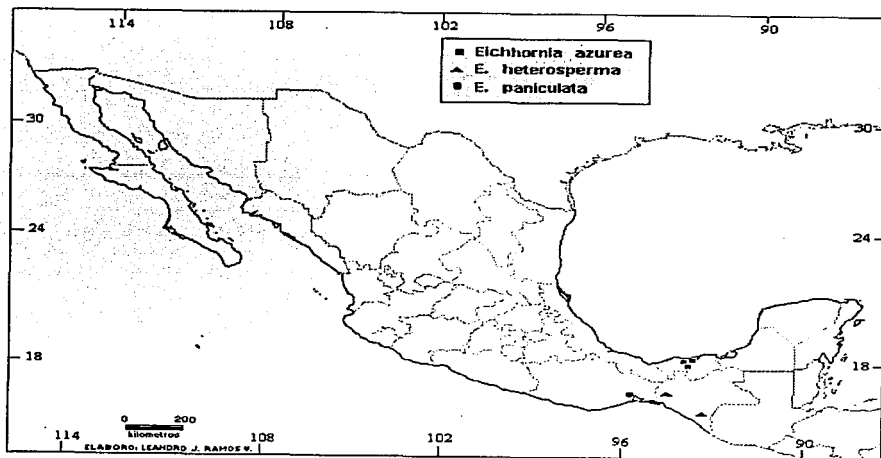 114 108 102 96 90
■ Eichhornia azurea
▲ E. heterosperma
● E. paniculata
30 30
24 24
18 18
0 200
kilometros
114 108 102 96 90
ELABORO: LEANDRO J. RAMOS V.